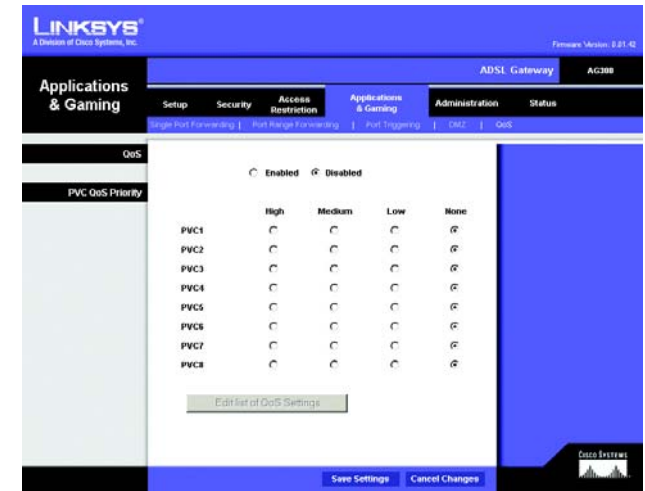 LINKSYS®
A Division of Cisco Systems, Inc.
Firmware Version: 0.01.42
ADSL Gateway AG300
Applications & Gaming
Setup Security Access Restriction Applications & Gaming Administration Status
Single Port Forwarding | Port Range Forwarding | Port Triggering | DMZ | QoS
QoS
Enabled Disabled
PVC QoS Priority
High Medium Low None
PVC1
PVC2
PVC3
PVC4
PVC5
PVC6
PVC7
PVC8
Edit list of QoS Settings
Save Settings Cancel Changes
CISCO SYSTEMS